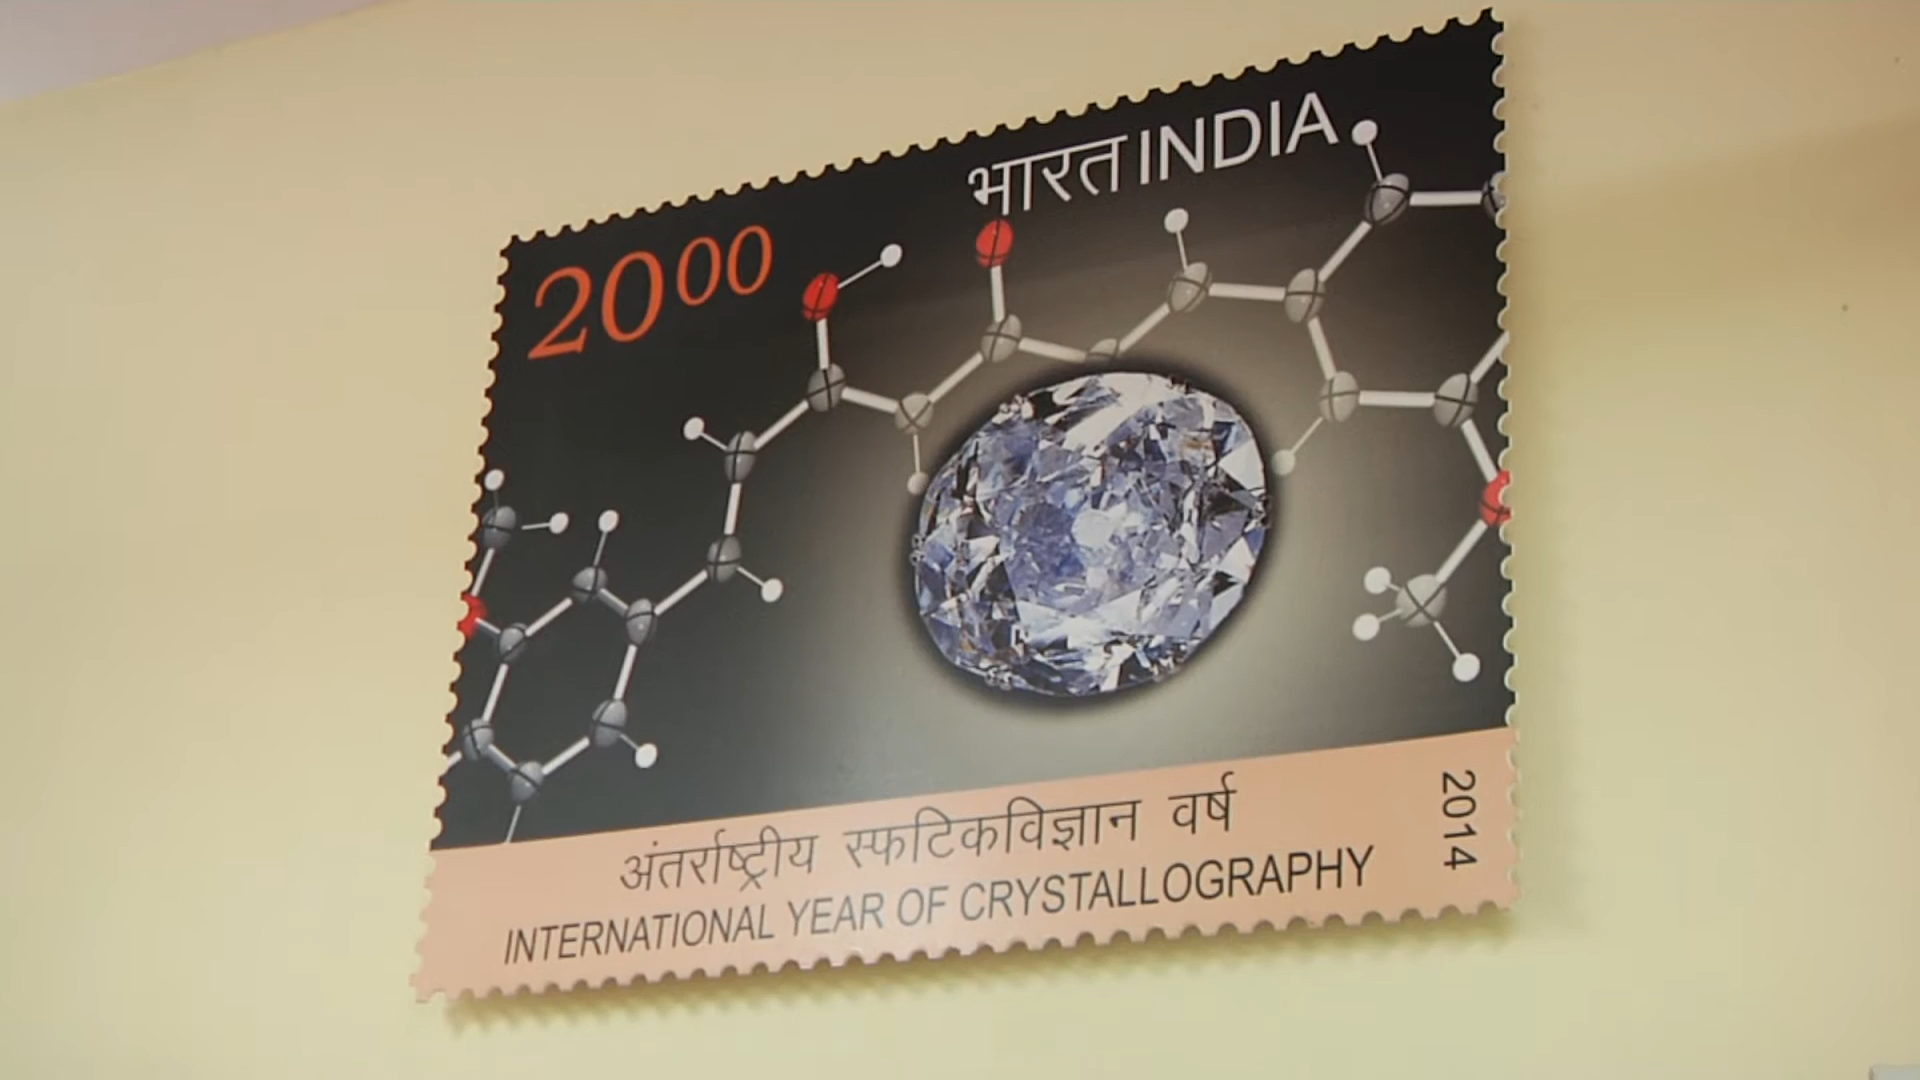 भारत INDIA
2000
अंतर्राष्ट्रीय स्फटिकविज्ञान वर्ष
INTERNATIONAL YEAR OF CRYSTALLOGRAPHY
2014